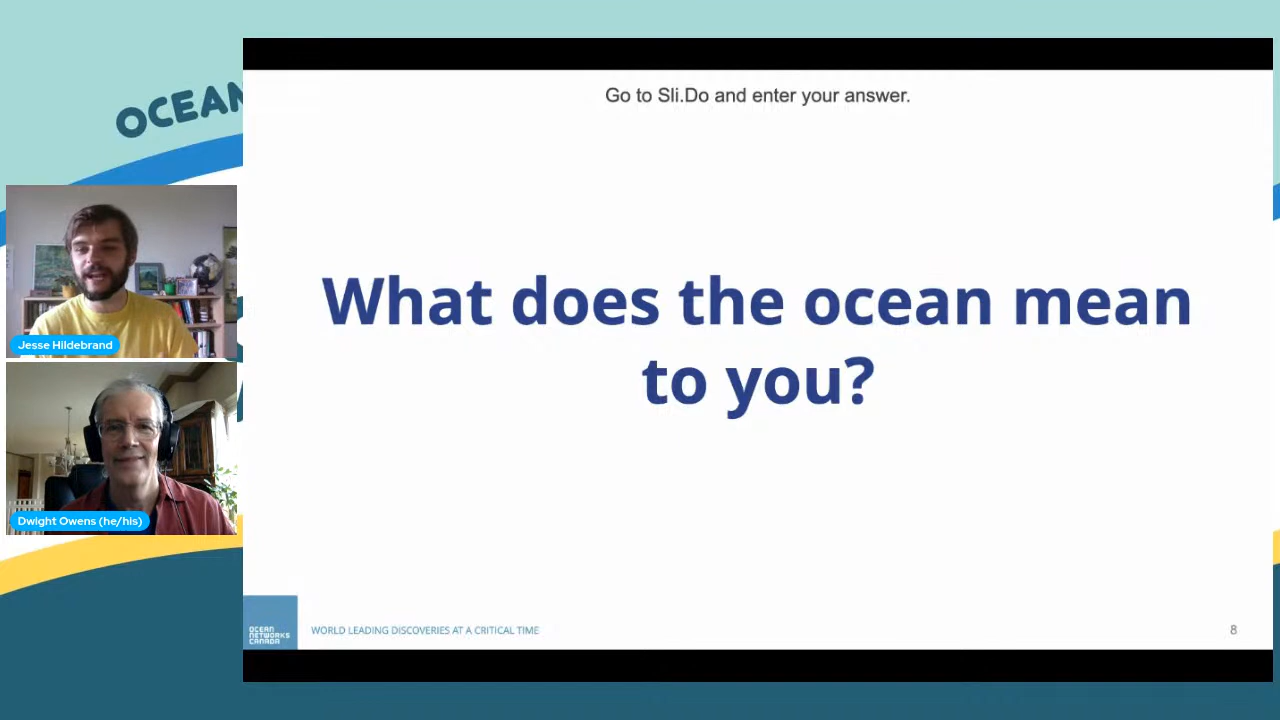 Go to Sli.Do and enter your answer.
OCEAN
Jesse Hildebrand
What does the ocean mean
to you?
Dwight Owens (he/his)
OCEAN
NETWORKS
CANADA
WORLD LEADING DISCOVERIES AT A CRITICAL TIME
8